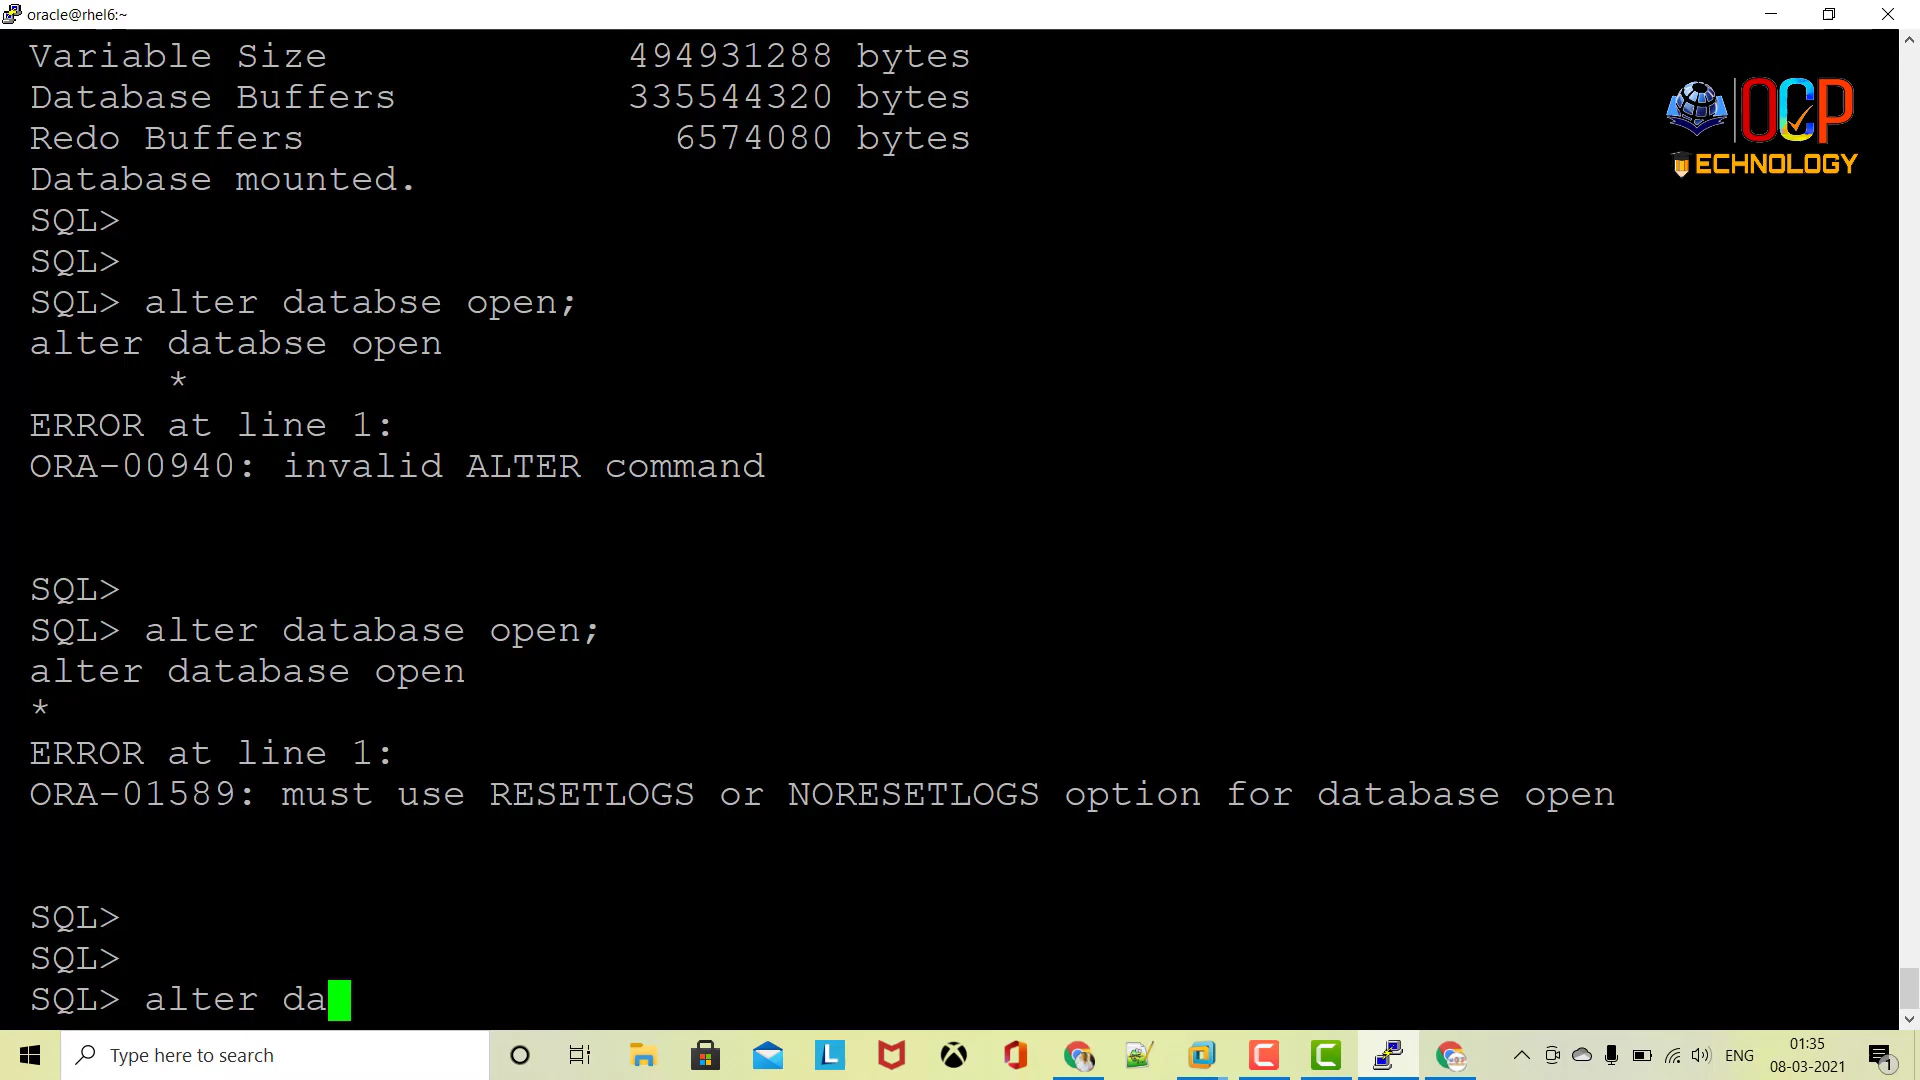 oracle@rhel6:~
Variable Size 494931288 bytes
Database Buffers 335544320 bytes
Redo Buffers 6574080 bytes
Database mounted.
SQL>
SQL>
SQL> alter databse open;
alter databse open
*
ERROR at line 1:
ORA-00940: invalid ALTER command
SQL>
SQL> alter database open;
alter database open
*
ERROR at line 1:
ORA-01589: must use RESETLOGS or NORESETLOGS option for database open
SQL>
SQL>
SQL> alter da
OCP
ECHNOLOGY
Type here to search
L
ENG
01:35
08-03-2021
1